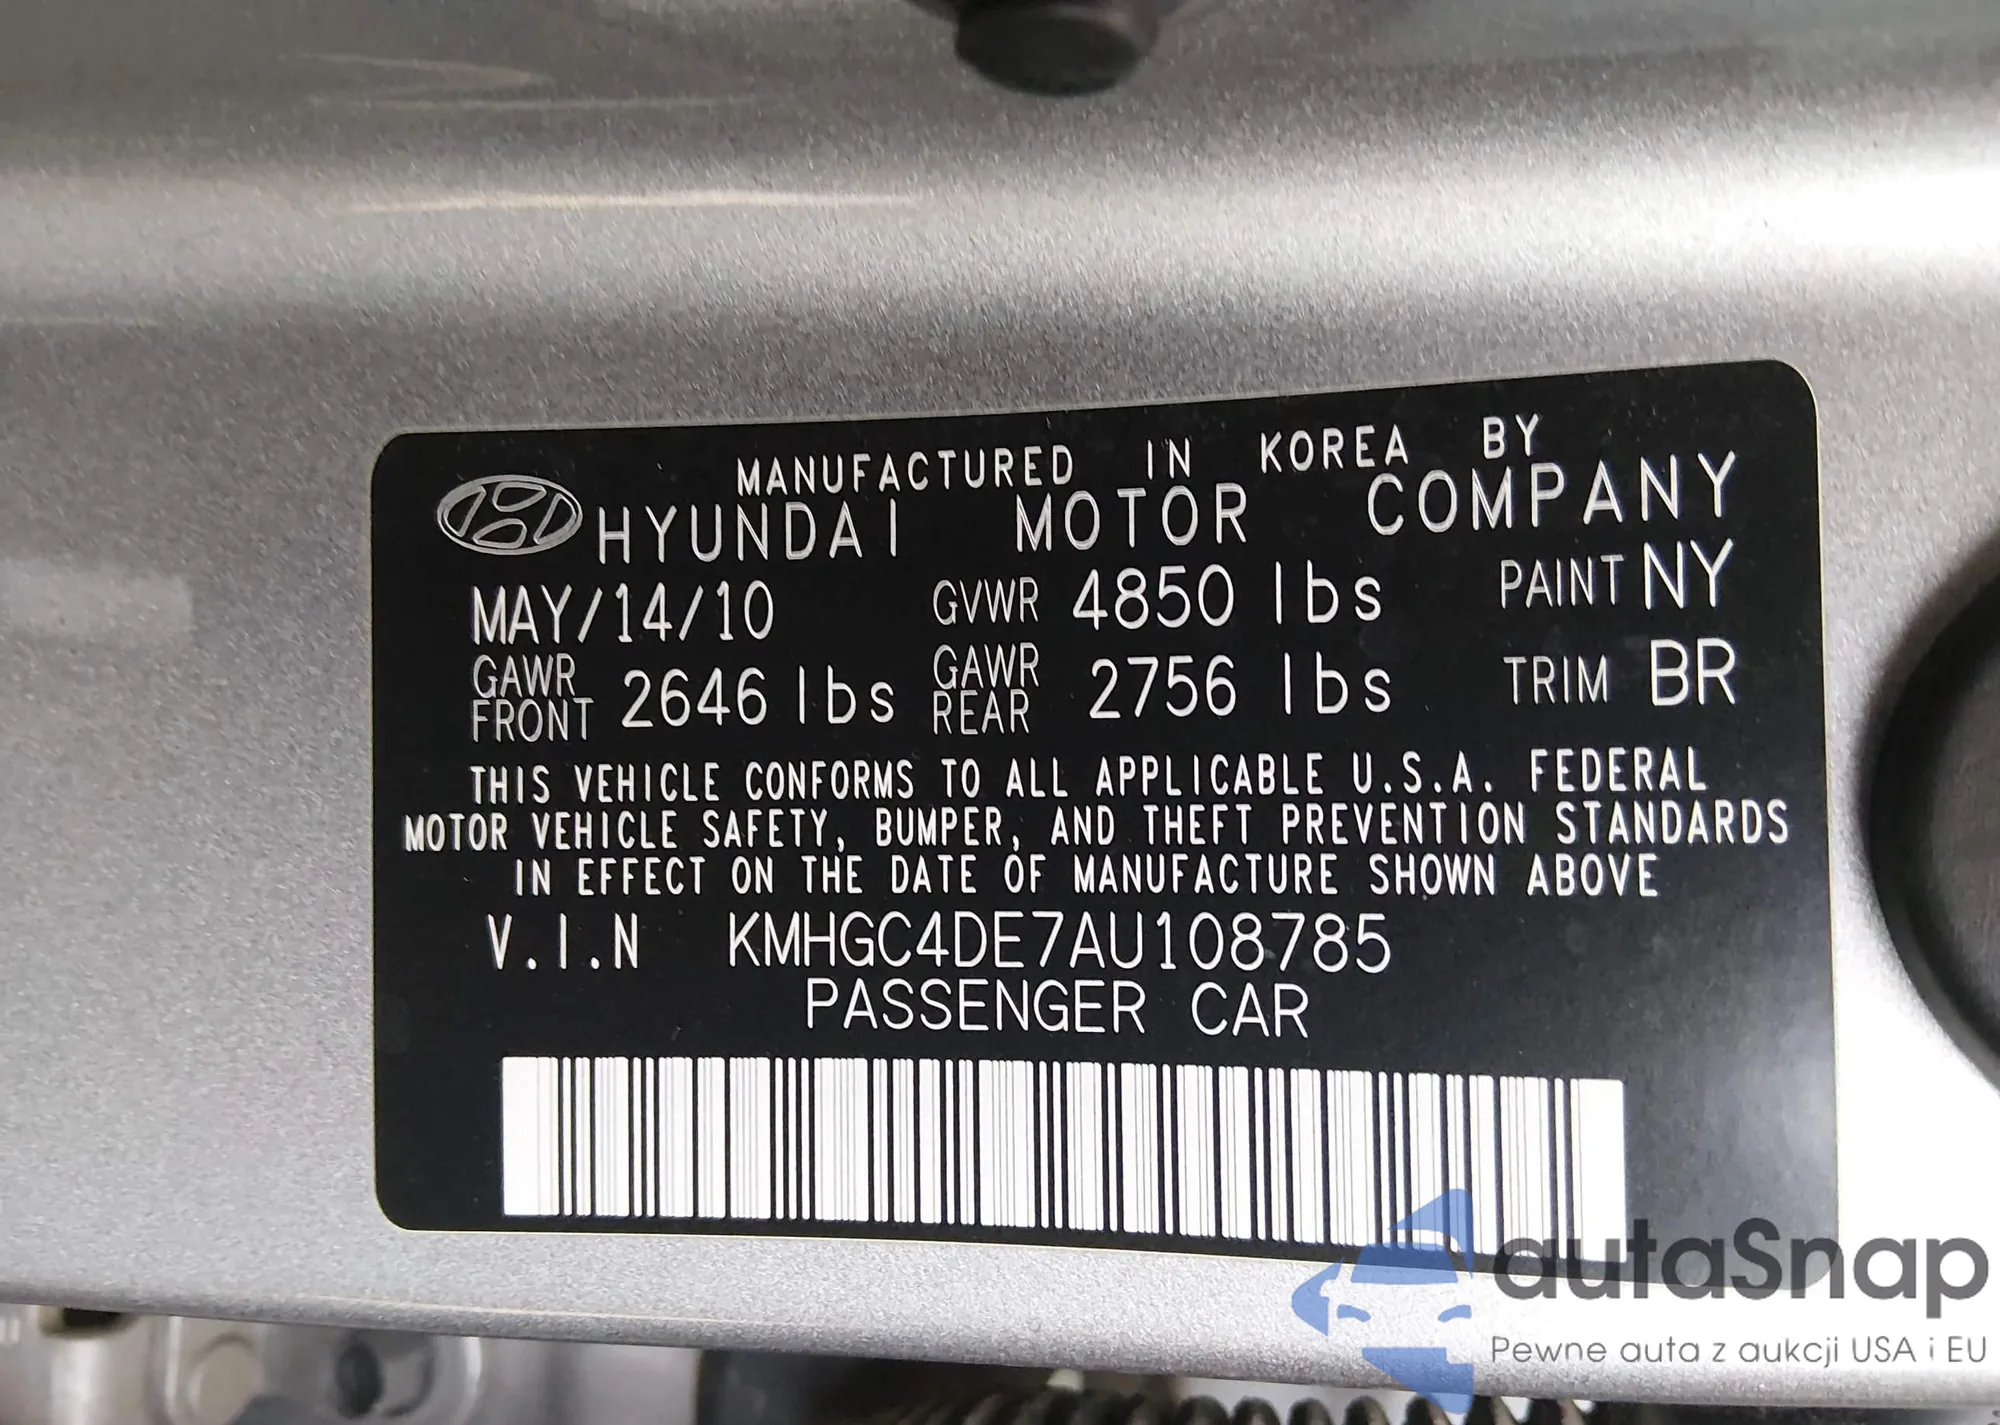 MANUFACTURED IN KOREA BY
HYUNDAI MOTOR COMPANY
MAY/14/10 GVWR 4850 lbs PAINT NY
GAWR FRONT 2646 lbs GAWR REAR 2756 lbs TRIM BR
THIS VEHICLE CONFORMS TO ALL APPLICABLE U.S.A. FEDERAL
MOTOR VEHICLE SAFETY, BUMPER, AND THEFT PREVENTION STANDARDS
IN EFFECT ON THE DATE OF MANUFACTURE SHOWN ABOVE
V.I.N KMHGC4DE7AU108785
PASSENGER CAR
autaSnap
Pewne auta z aukcji USA i EU